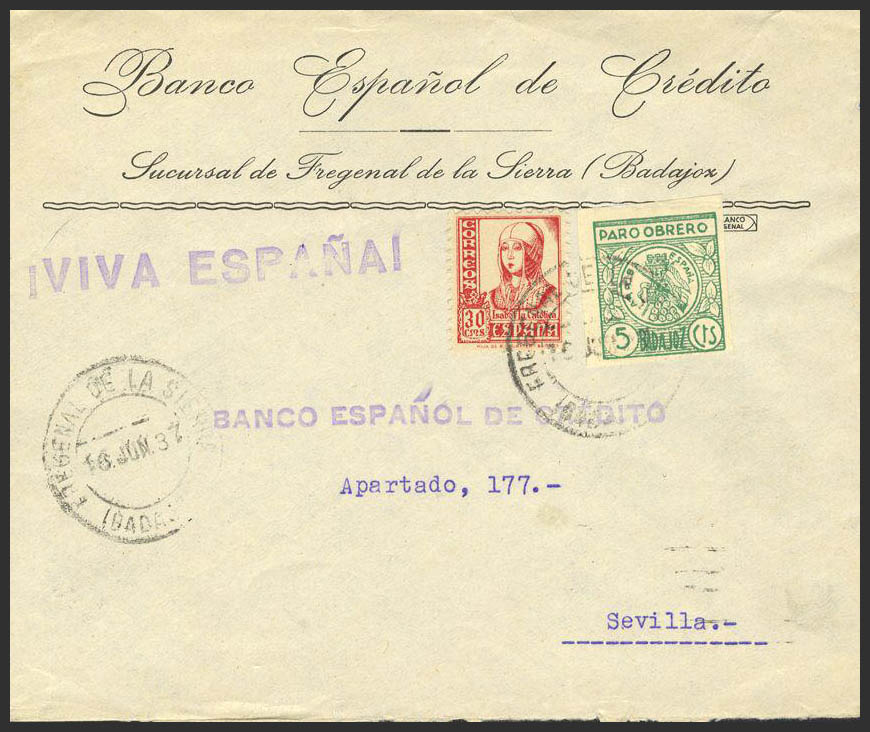 Banco Español de Crédito
Sucursal de Fregenal de la Sierra (Badajoz)
BANCO
¡VIVA ESPAÑA!
CORREOS
30 CTS
Isabel la Católica
ESPAÑA
PARO OBRERO
5 BADAJOZ CTS
FREGENAL DE LA SIERRA
16 JUN. 37
(BADAJ
BANCO ESPAÑOL DE CRÉDITO
Apartado, 177.-
Sevilla.-